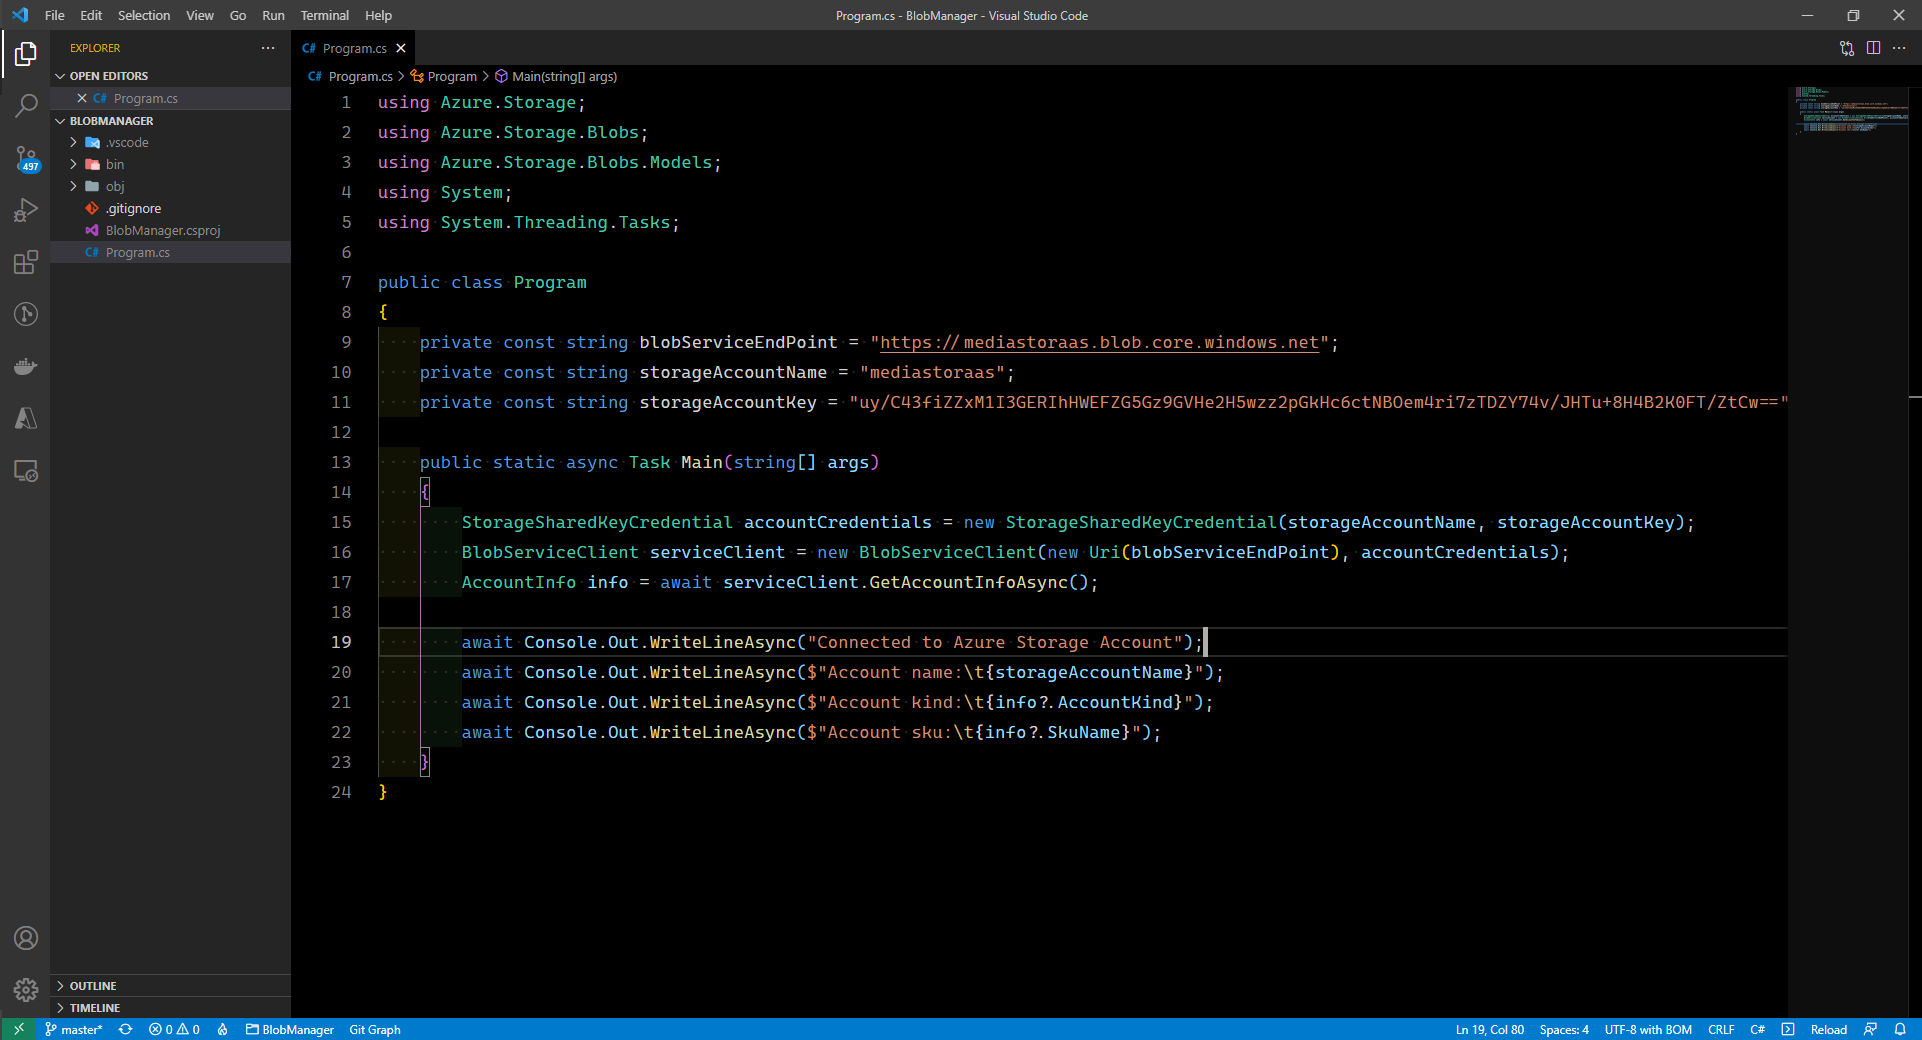 File Edit Selection View Go Run Terminal Help
Program.cs - BlobManager - Visual Studio Code
EXPLORER
OPEN EDITORS
C# Program.cs
BLOBMANAGER
.vscode
bin
obj
.gitignore
BlobManager.csproj
C# Program.cs
497
OUTLINE
TIMELINE
C# Program.cs
C# Program.cs > Program > Main(string[] args)
1 using Azure.Storage;
2 using Azure.Storage.Blobs;
3 using Azure.Storage.Blobs.Models;
4 using System;
5 using System.Threading.Tasks;
6
7 public class Program
8 {
9 private const string blobServiceEndPoint = "https://mediastoraas.blob.core.windows.net";
10 private const string storageAccountName = "mediastoraas";
11 private const string storageAccountKey = "uy/C43fiZZxM1I3GERIhHWEFZG5Gz9GVHe2H5wzz2pGkHc6ctNBOem4ri7zTDZY74v/JHTu+8H4B2K0FT/ZtCw=="
12
13 public static async Task Main(string[] args)
14 {
15 StorageSharedKeyCredential accountCredentials = new StorageSharedKeyCredential(storageAccountName, storageAccountKey);
16 BlobServiceClient serviceClient = new BlobServiceClient(new Uri(blobServiceEndPoint), accountCredentials);
17 AccountInfo info = await serviceClient.GetAccountInfoAsync();
18
19 await Console.Out.WriteLineAsync("Connected to Azure Storage Account");
20 await Console.Out.WriteLineAsync($"Account name:\t{storageAccountName}");
21 await Console.Out.WriteLineAsync($"Account kind:\t{info?.AccountKind}");
22 await Console.Out.WriteLineAsync($"Account sku:\t{info?.SkuName}");
23 }
24 }
master* 0 0 BlobManager Git Graph
Ln 19, Col 80 Spaces: 4 UTF-8 with BOM CRLF C# Reload